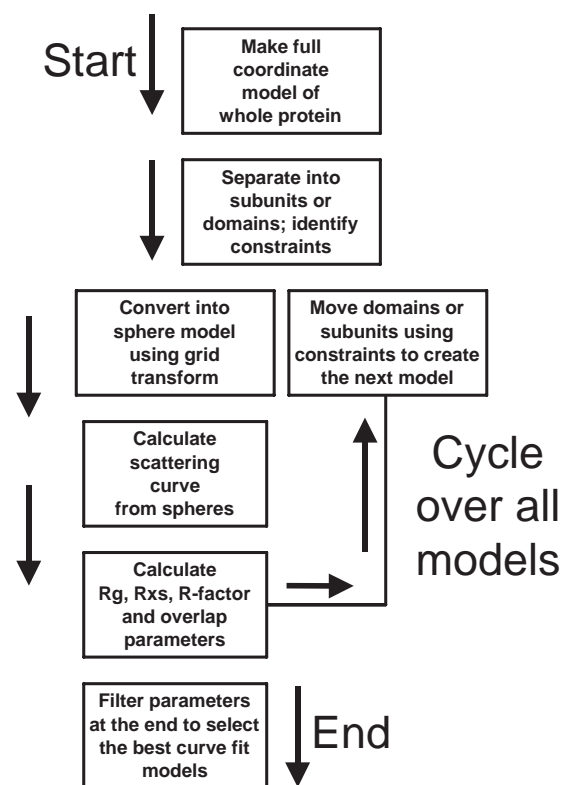 Start
Make full
coordinate
model of
whole protein
Separate into
subunits or
domains; identify
constraints
Convert into
sphere model
using grid
transform
Move domains or
subunits using
constraints to create
the next model
Calculate
scattering
curve
from spheres
Cycle
over all
models
Calculate
Rg, Rxs, R-factor
and overlap
parameters
Filter parameters
at the end to select
the best curve fit
models
End